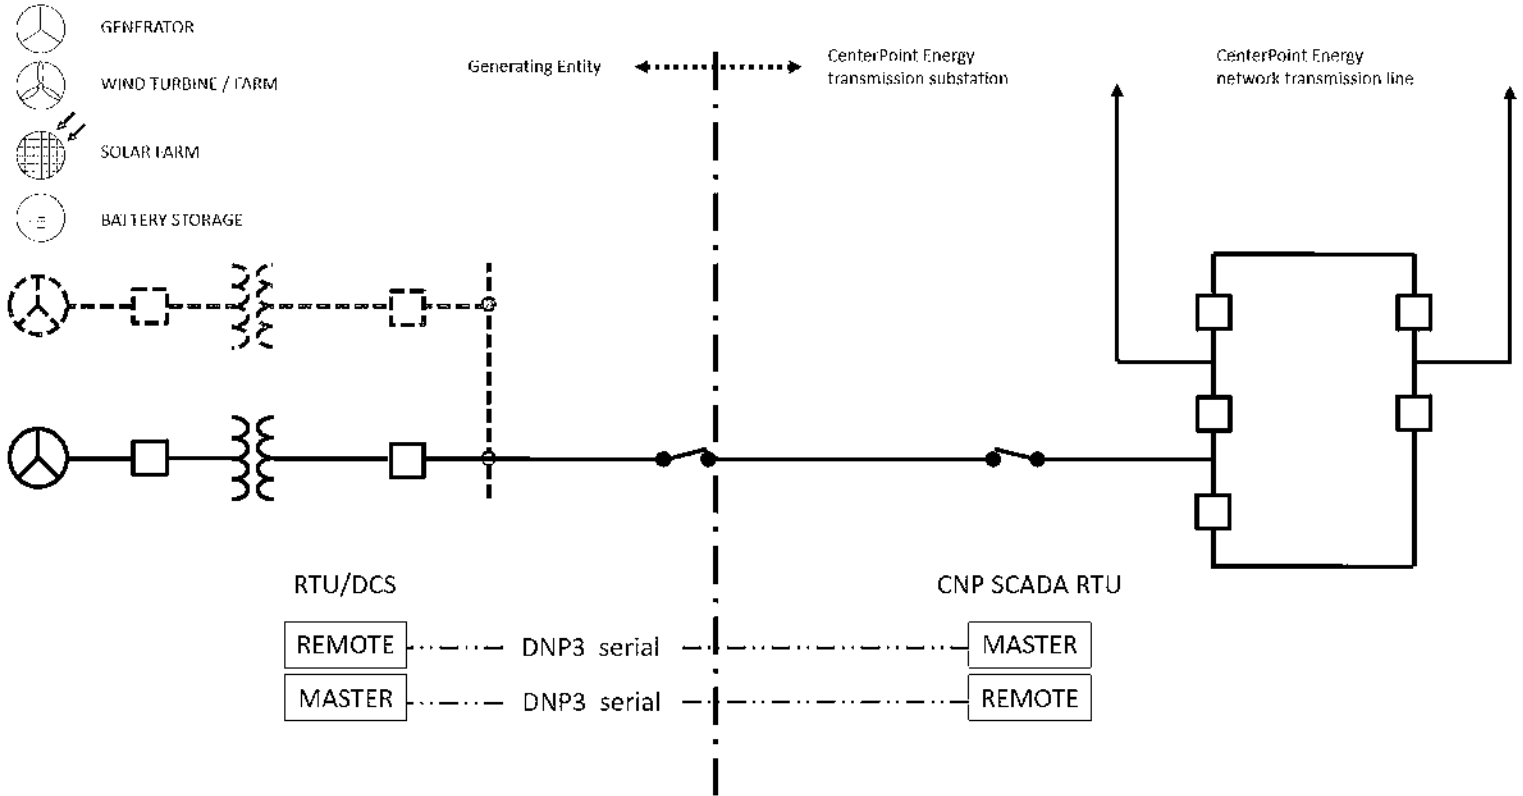 GENERATOR
WIND TURBINE / FARM
SOLAR FARM
BATTERY STORAGE
Generating Entity
CenterPoint Energy
transmission substation
CenterPoint Energy
network transmission line
RTU/DCS
CNP SCADA RTU
REMOTE DNP3 serial MASTER
MASTER DNP3 serial REMOTE